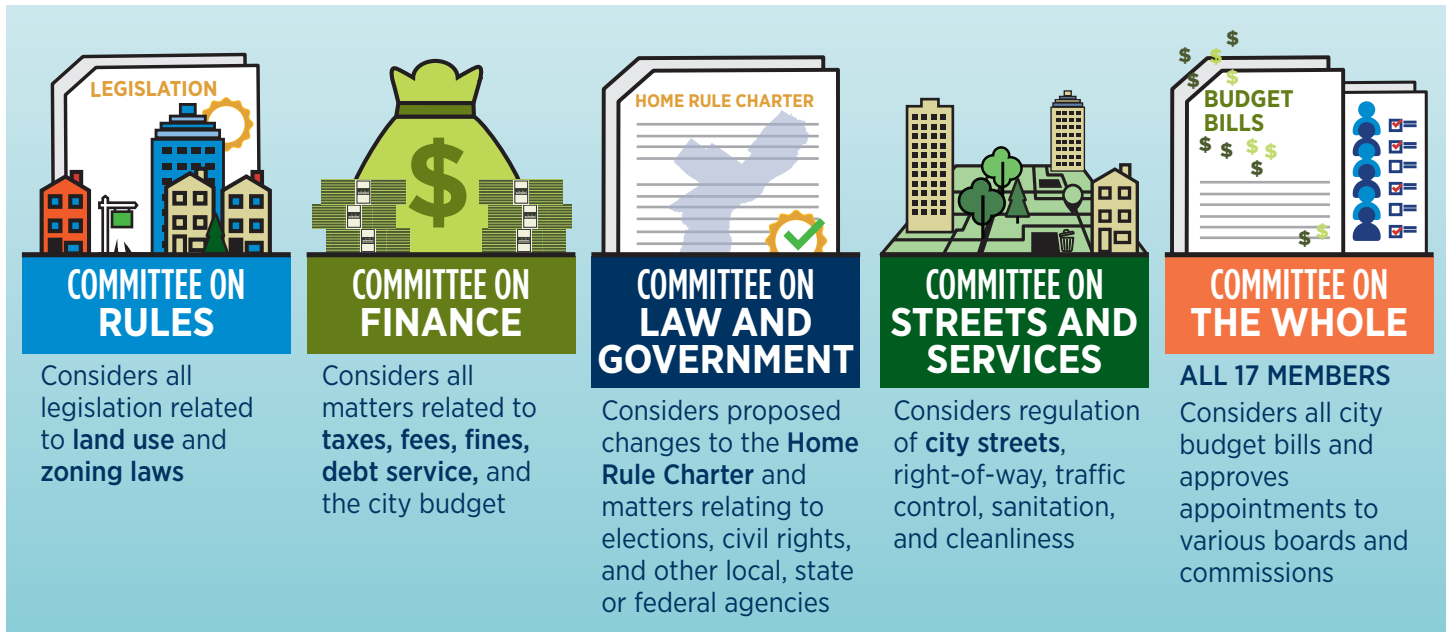 LEGISLATION
COMMITTEE ON
RULES
Considers all
legislation related
to land use and
zoning laws
$
COMMITTEE ON
FINANCE
Considers all
matters related to
taxes, fees, fines,
debt service, and
the city budget
HOME RULE CHARTER
COMMITTEE ON
LAW AND
GOVERNMENT
Considers proposed
changes to the Home
Rule Charter and
matters relating to
elections, civil rights,
and other local, state
or federal agencies
COMMITTEE ON
STREETS AND
SERVICES
Considers regulation
of city streets,
right-of-way, traffic
control, sanitation,
and cleanliness
$
$ $
$ $
BUDGET
BILLS
$ $ $ $
$
$ $
COMMITTEE ON
THE WHOLE
ALL 17 MEMBERS
Considers all city
budget bills and
approves
appointments to
various boards and
commissions